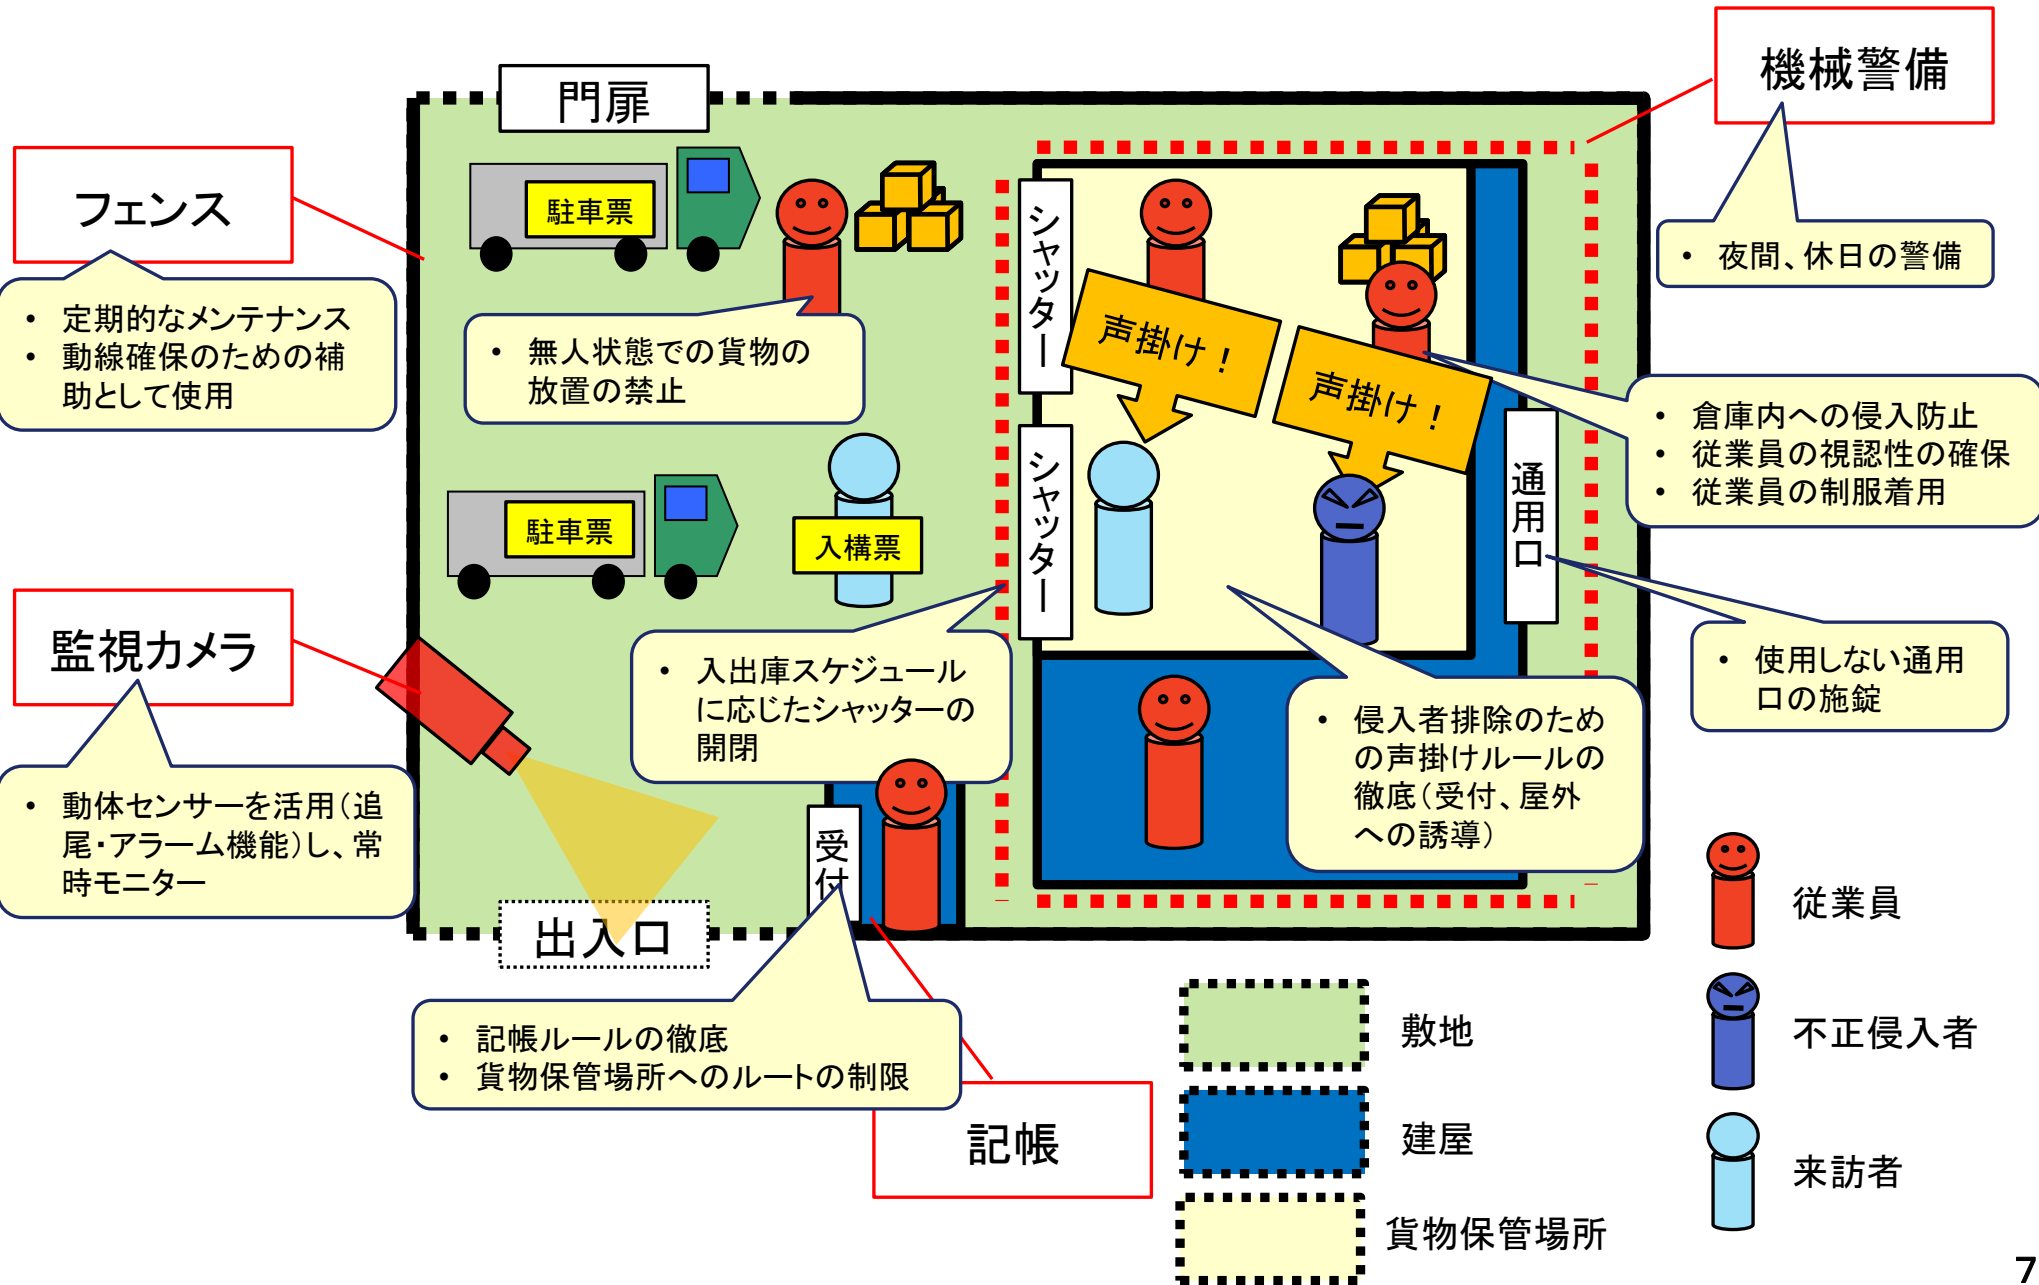 機械警備
• 夜間、休日の警備
門扉
フェンス
• 定期的なメンテナンス
• 動線確保のための補
助として使用
駐車票
• 無人状態での貨物の
放置の禁止
シャッター
声掛け！
声掛け！
• 倉庫内への侵入防止
• 従業員の視認性の確保
• 従業員の制服着用
駐車票
入構票
シャッター
通用口
• 使用しない通用
口の施錠
監視カメラ
• 動体センサーを活用（追
尾・アラーム機能）し、常
時モニター
• 入出庫スケジュール
に応じたシャッターの
開閉
• 侵入者排除のため
の声掛けルールの
徹底（受付、屋外
への誘導）
受付
出入口
• 記帳ルールの徹底
• 貨物保管場所へのルートの制限
記帳
敷地
建屋
貨物保管場所
従業員
不正侵入者
来訪者
7